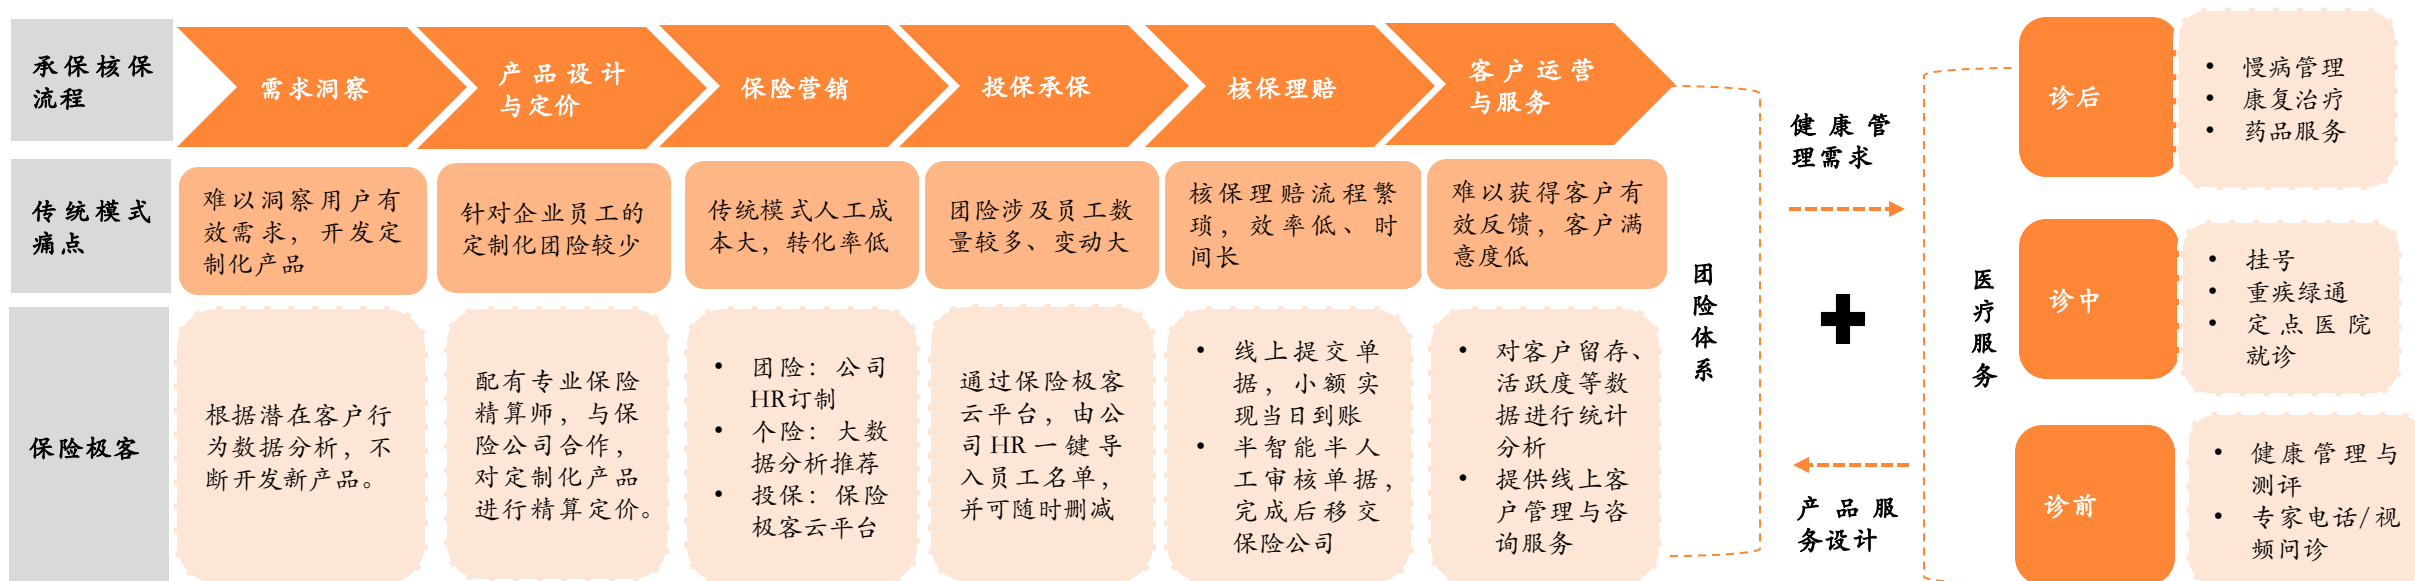 承保核保
流程
需求洞察
产品设计
与定价
保险营销
投保承保
核保理赔
客户运营
与服务
传统模式
痛点
难以洞察用户有
效需求，开发定
制化产品
针对企业员工的
定制化团险较少
传统模式人工成
本大，转化率低
团险涉及员工数
量较多、变动大
核保理赔流程繁
琐，效率低、时
间长
难以获得客户有
效反馈，客户满
意度低
保险极客
根据潜在客户行
为数据分析，不
断开发新产品。
配有专业保险
精算师，与保
险公司合作，
对定制化产品
进行精算定价。
• 团险：公司
HR订制
• 个险：大数
据分析推荐
• 投保：保险
极客云平台
通过保险极客
云平台，由公
司HR一键导
入员工名单，
并可随时删减
• 线上提交单
据，小额实
现当日到账
• 半智能半人
工审核单据，
完成后移交
保险公司
• 对客户留存、
活跃度等数
据进行统计
分析
• 提供线上客
户管理与咨
询服务
团
险
体
系
健康管
理需求
产品服
务设计
医
疗
服
务
诊后
• 慢病管理
• 康复治疗
• 药品服务
诊中
• 挂号
• 重疾绿通
• 定点医院
就诊
诊前
• 健康管理与
测评
• 专家电话/视
频问诊